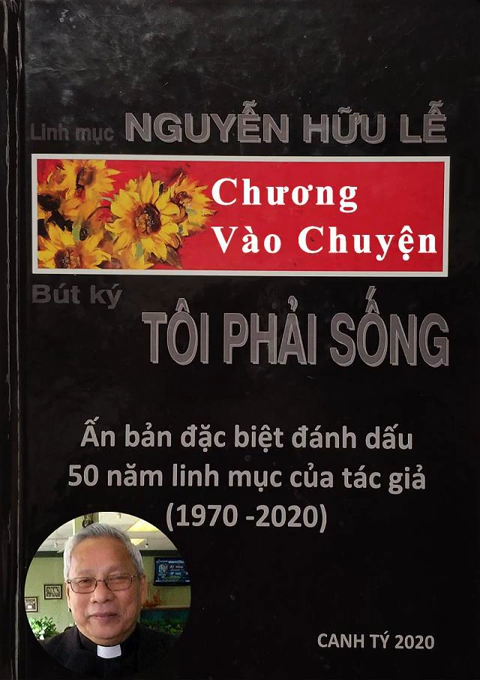 Linh mục NGUYỄN HỮU LỄ
Chương
Vào Chuyện
Bút ký
TÔI PHẢI SỐNG
Ấn bản đặc biệt đánh dấu
50 năm linh mục của tác giả
(1970 -2020)
CANH TÝ 2020